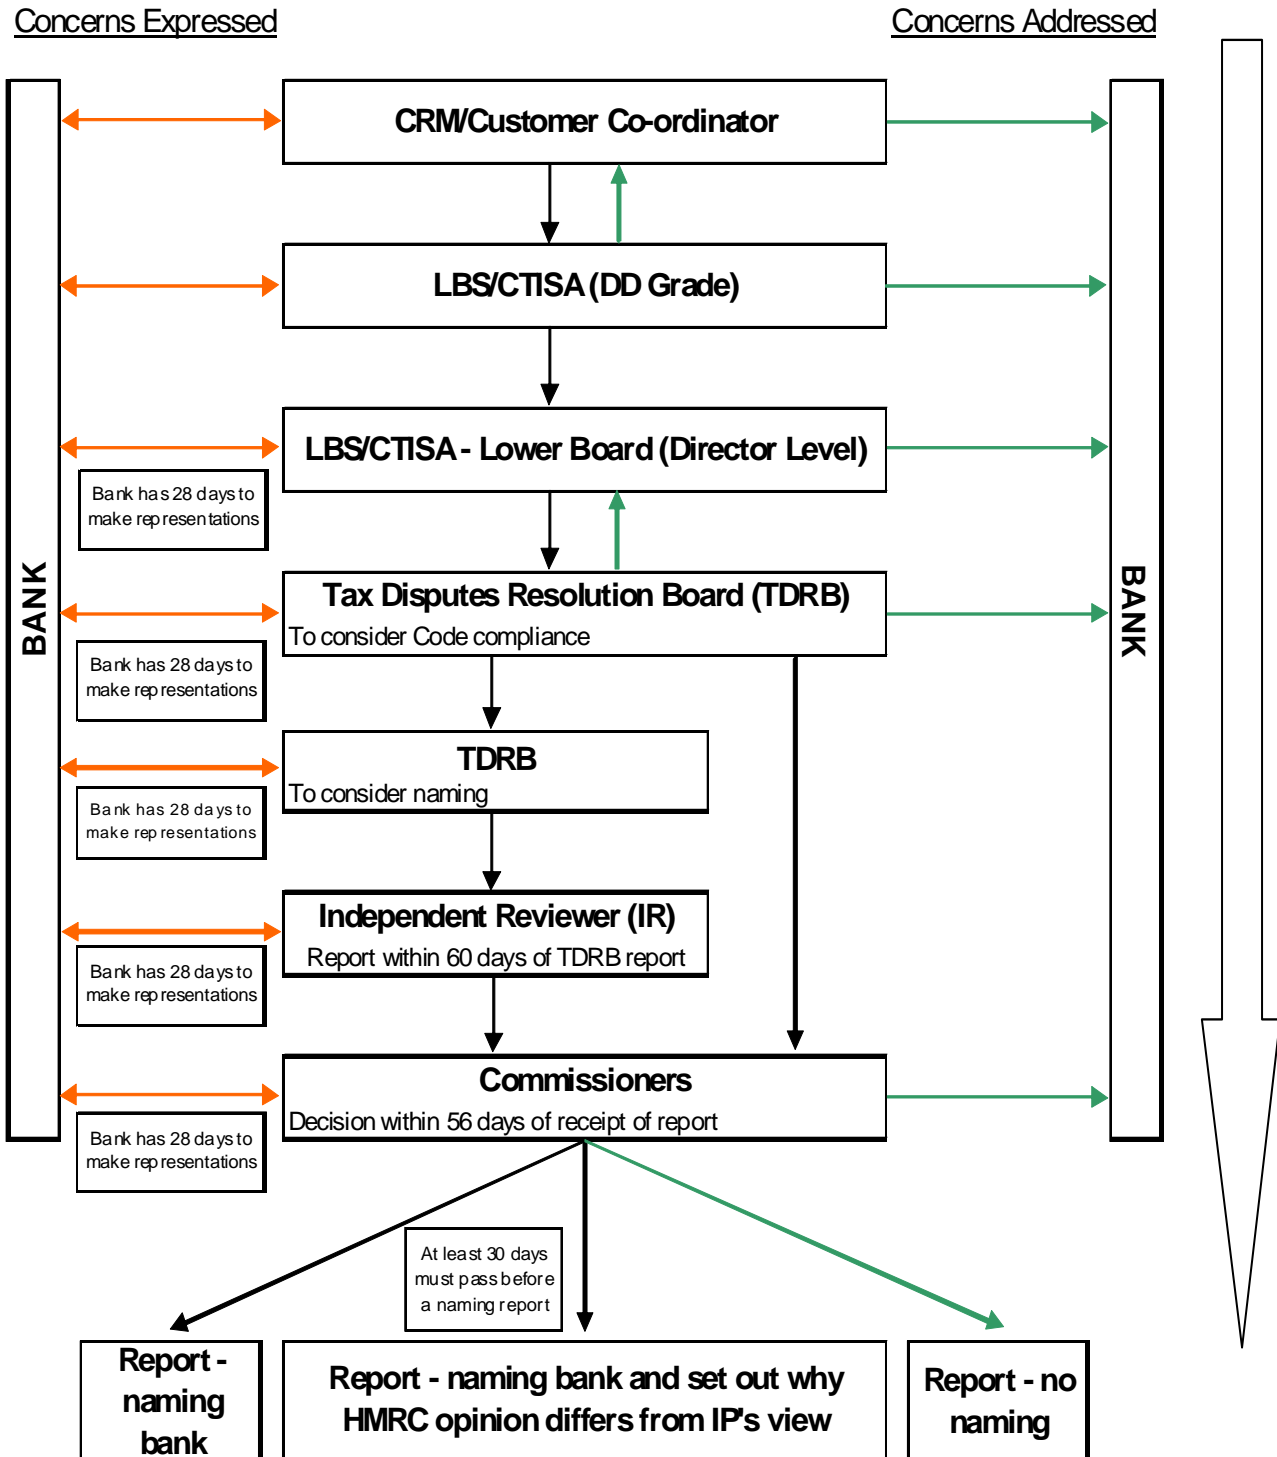 Concerns Expressed
Concerns Addressed
BANK
CRM/Customer Co-ordinator
LBS/CTISA (DD Grade)
LBS/CTISA - Lower Board (Director Level)
Bank has 28 days to
make representations
Tax Disputes Resolution Board (TDRB)
To consider Code compliance
Bank has 28 days to
make representations
TDRB
To consider naming
Bank has 28 days to
make representations
Independent Reviewer (IR)
Report within 60 days of TDRB report
Bank has 28 days to
make representations
Commissioners
Decision within 56 days of receipt of report
Bank has 28 days to
make representations
BANK
At least 30 days
must pass before
a naming report
Report -
naming
bank
Report - naming bank and set out why
HMRC opinion differs from IP's view
Report - no
naming